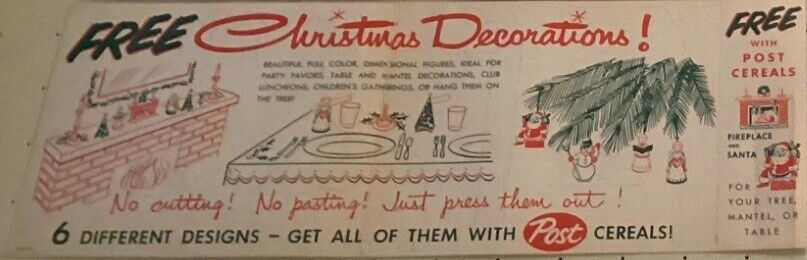 FREE Christmas Decorations!
BEAUTIFUL FULL COLOR, DIMENSIONAL FIGURES, IDEAL FOR
PARTY FAVORS, TABLE AND MANTEL DECORATIONS, CLUB
LUNCHEONS, CHILDREN'S GATHERINGS, OR HANG THEM ON
THE TREE!
No cutting! No pasting! Just press them out!
6 DIFFERENT DESIGNS – GET ALL OF THEM WITH Post CEREALS!
FREE
WITH
POST
CEREALS
FIREPLACE
AND
SANTA
FOR
YOUR TREE,
MANTEL, OR
TABLE